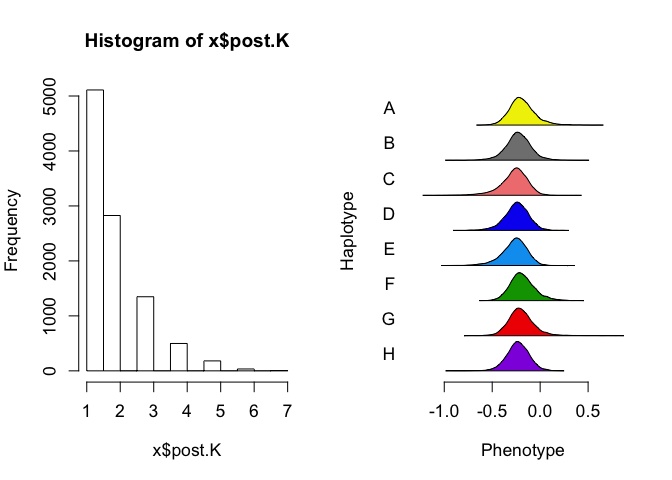 Histogram of x$post.K
Frequency
0
1000
2000
3000
4000
5000
1 2 3 4 5 6 7
x$post.K
Haplotype
A
B
C
D
E
F
G
H
-1.0 -0.5 0.0 0.5
Phenotype